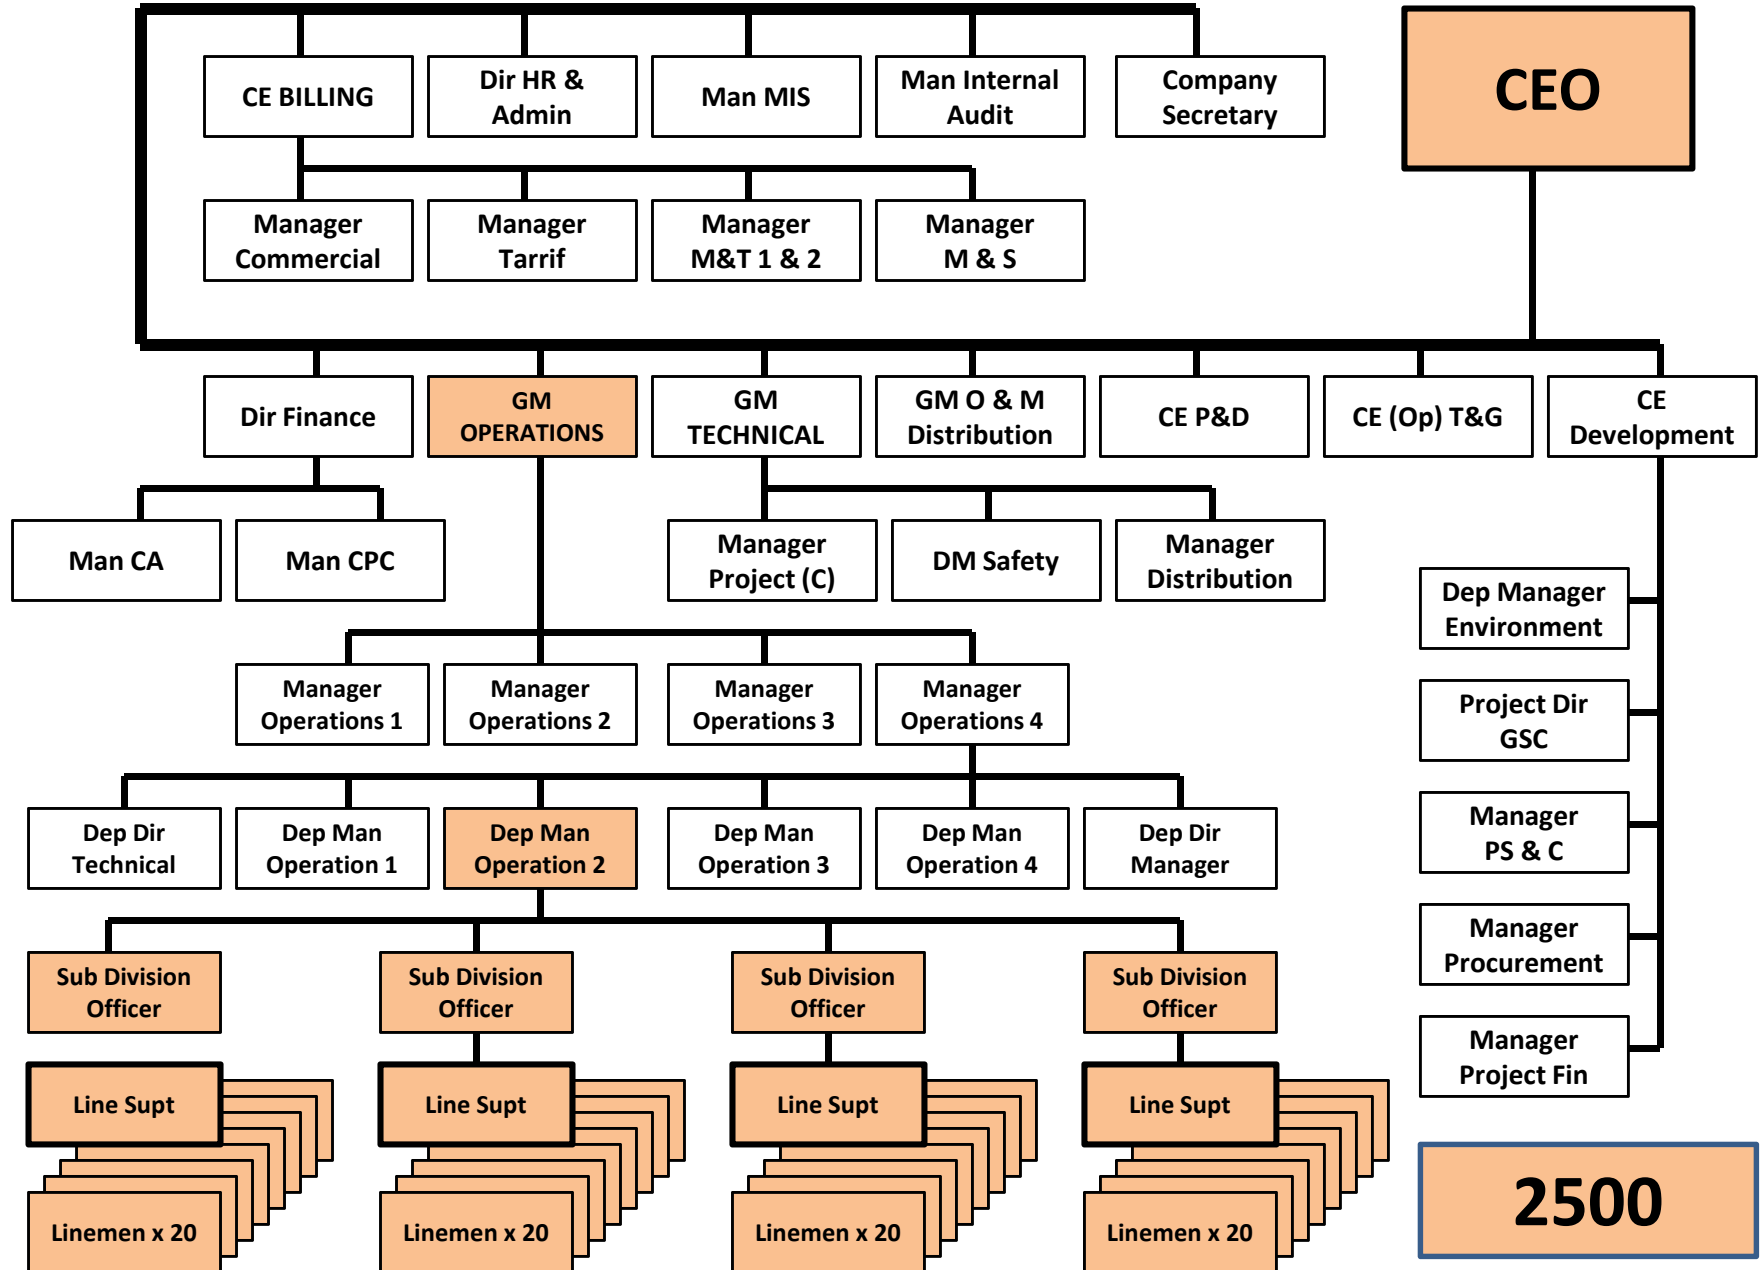 CE BILLING
Dir HR &
Admin
Man MIS
Man Internal
Audit
Company
Secretary
CEO
Manager
Commercial
Manager
Tarrif
Manager
M&T 1 & 2
Manager
M & S
Dir Finance
GM
OPERATIONS
GM
TECHNICAL
GM O & M
Distribution
CE P&D
CE (Op) T&G
CE
Development
Man CA
Man CPC
Manager
Project (C)
DM Safety
Manager
Distribution
Dep Manager
Environment
Project Dir
GSC
Manager
PS & C
Manager
Procurement
Manager
Project Fin
Manager
Operations 1
Manager
Operations 2
Manager
Operations 3
Manager
Operations 4
Dep Dir
Technical
Dep Man
Operation 1
Dep Man
Operation 2
Dep Man
Operation 3
Dep Man
Operation 4
Dep Dir
Manager
Sub Division
Officer
Sub Division
Officer
Sub Division
Officer
Sub Division
Officer
Line Supt
Line Supt
Line Supt
Line Supt
Linemen x 20
Linemen x 20
Linemen x 20
Linemen x 20
2500